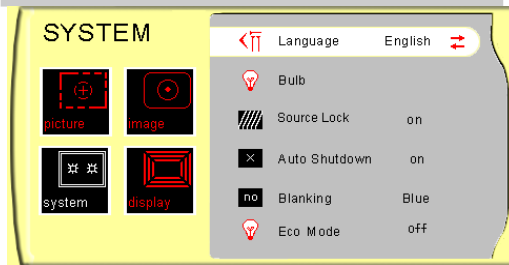 SYSTEM
picture
image
system
display
Language English
Bulb
Source Lock on
Auto Shutdown on
no Blanking Blue
Eco Mode off